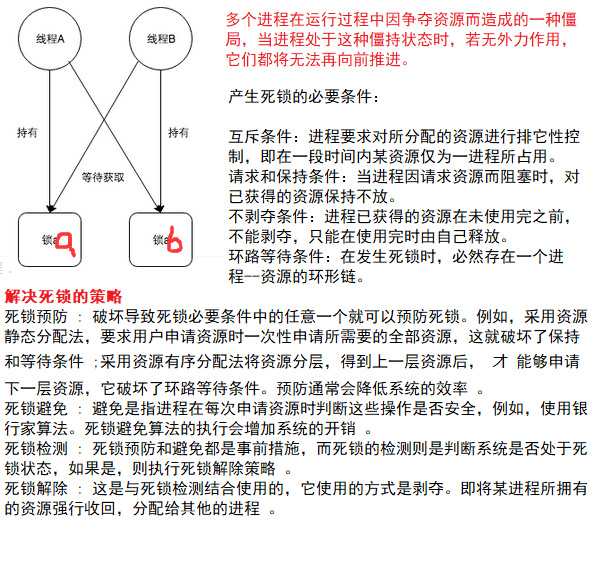 线程A
线程B
持有
持有
等待获取
锁a
锁b
多个进程在运行过程中因争夺资源而造成的一种僵
局，当进程处于这种僵持状态时，若无外力作用，
它们都将无法再向前推进。
产生死锁的必要条件：
互斥条件：进程要求对所分配的资源进行排它性控
制，即在一段时间内某资源仅为一进程所占用。
请求和保持条件：当进程因请求资源而阻塞时，对
已获得的资源保持不放。
不剥夺条件：进程已获得的资源在未使用完之前，
不能剥夺，只能在使用完时由自己释放。
环路等待条件：在发生死锁时，必然存在一个进
程--资源的环形链。
解决死锁的策略
死锁预防 : 破坏导致死锁必要条件中的任意一个就可以预防死锁。例如，采用资源
静态分配法，要求用户申请资源时一次性申请所需要的全部资源，这就破坏了保持
和等待条件 ;采用资源有序分配法将资源分层，得到上一层资源后， 才 能够申请
下一层资源，它破坏了环路等待条件。预防通常会降低系统的效率 。
死锁避免 : 避免是指进程在每次申请资源时判断这些操作是否安全，例如，使用银
行家算法。死锁避免算法的执行会增加系统的开销 。
死锁检测 : 死锁预防和避免都是事前措施，而死锁的检测则是判断系统是否处于死
锁状态，如果是，则执行死锁解除策略 。
死锁解除 : 这是与死锁检测结合使用的，它使用的方式是剥夺。即将某进程所拥有
的资源强行收回，分配给其他的进程 。